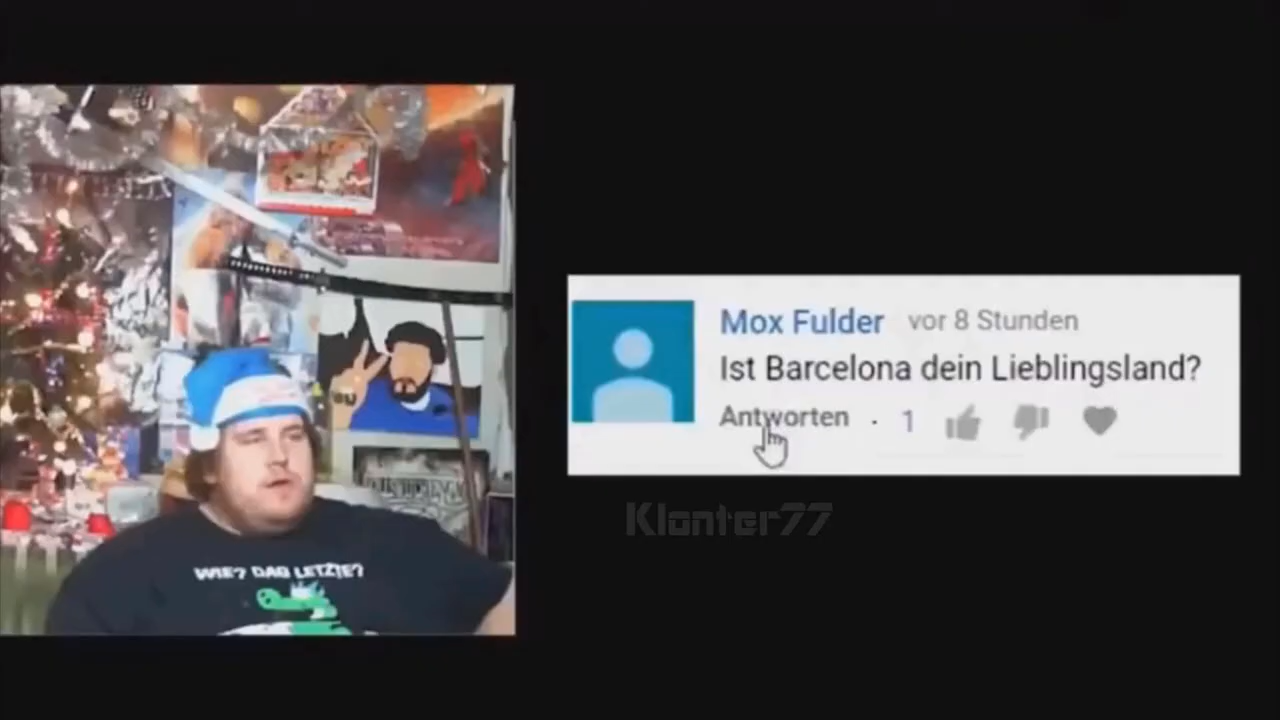 Mox Fulder vor 8 Stunden
Ist Barcelona dein Lieblingsland?
Antworten · 1
Klonter77
WIE? DAS LETZTE?